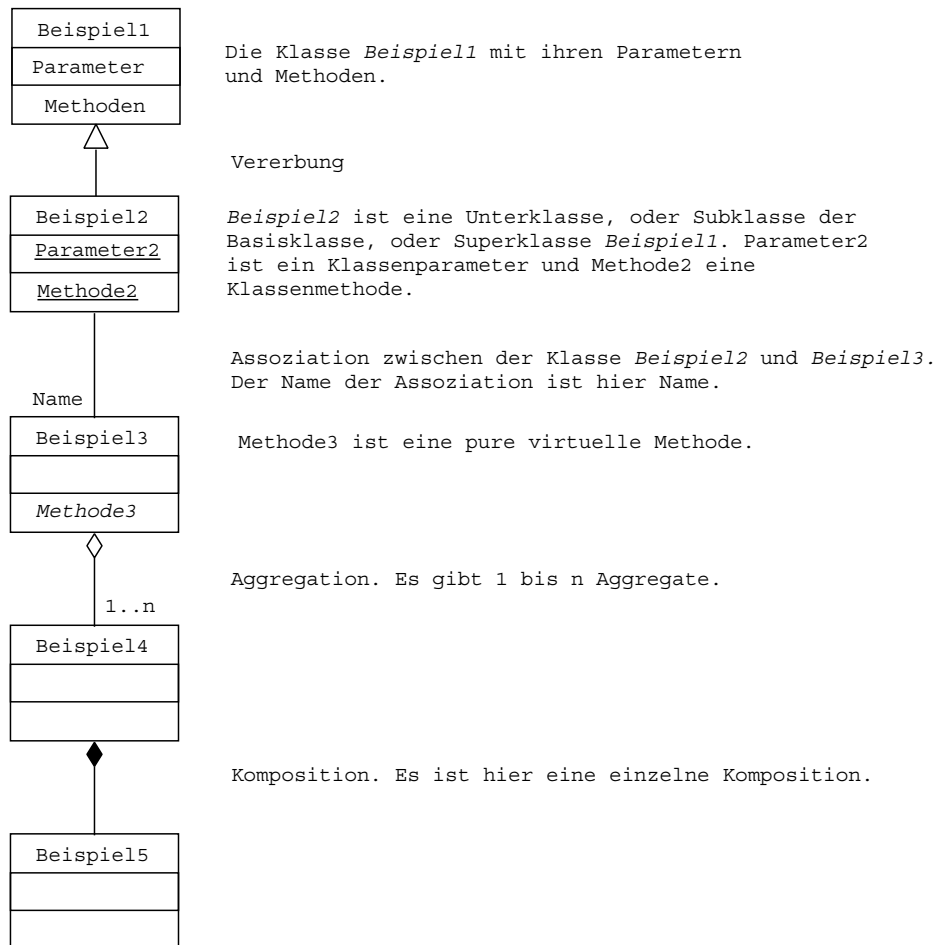 Beispiel1
Parameter
Methoden
Die Klasse Beispiel1 mit ihren Parametern
und Methoden.
Vererbung
Beispiel2
Parameter2
Methode2
Beispiel2 ist eine Unterklasse, oder Subklasse der
Basisklasse, oder Superklasse Beispiel1. Parameter2
ist ein Klassenparameter und Methode2 eine
Klassenmethode.
Assoziation zwischen der Klasse Beispiel2 und Beispiel3.
Der Name der Assoziation ist hier Name.
Name
Beispiel3
Methode3
Methode3 ist eine pure virtuelle Methode.
Aggregation. Es gibt 1 bis n Aggregate.
1..n
Beispiel4
Komposition. Es ist hier eine einzelne Komposition.
Beispiel5